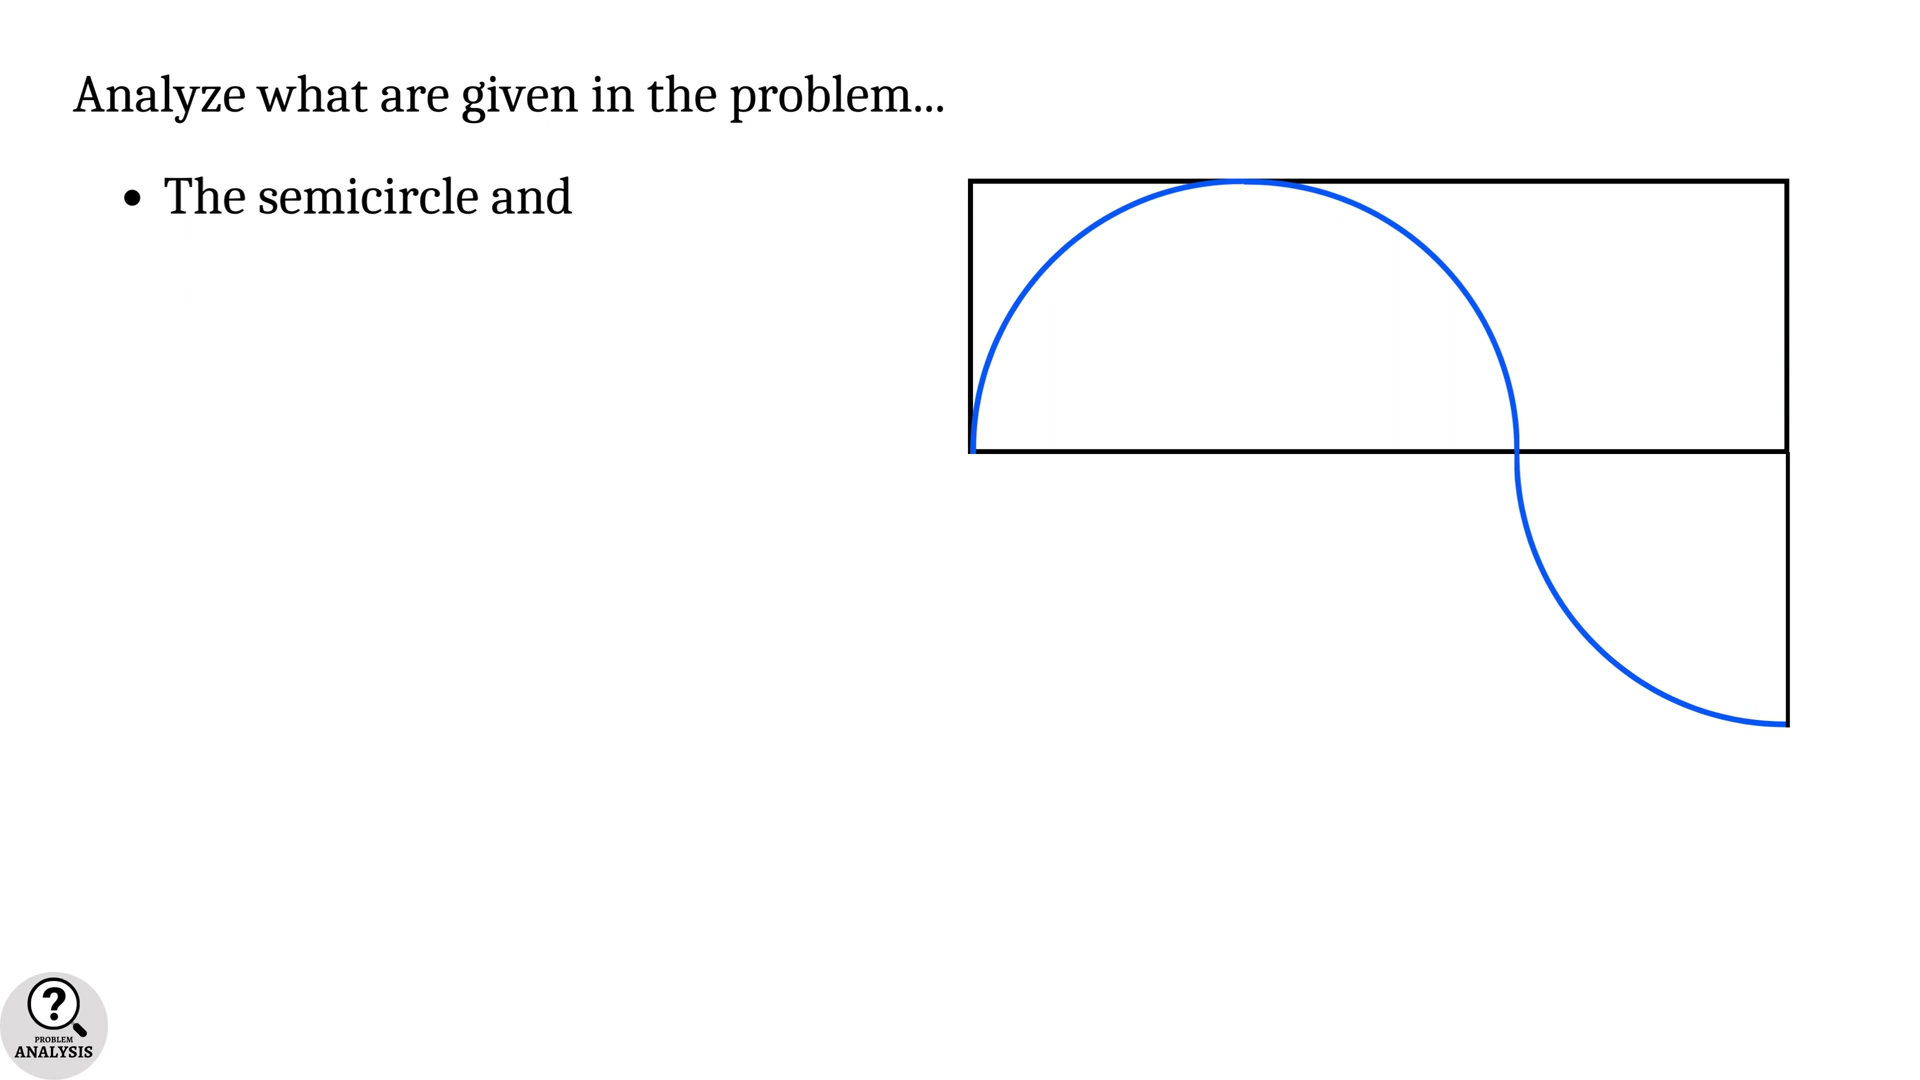 Analyze what are given in the problem...
• The semicircle and
?
PROBLEM
ANALYSIS